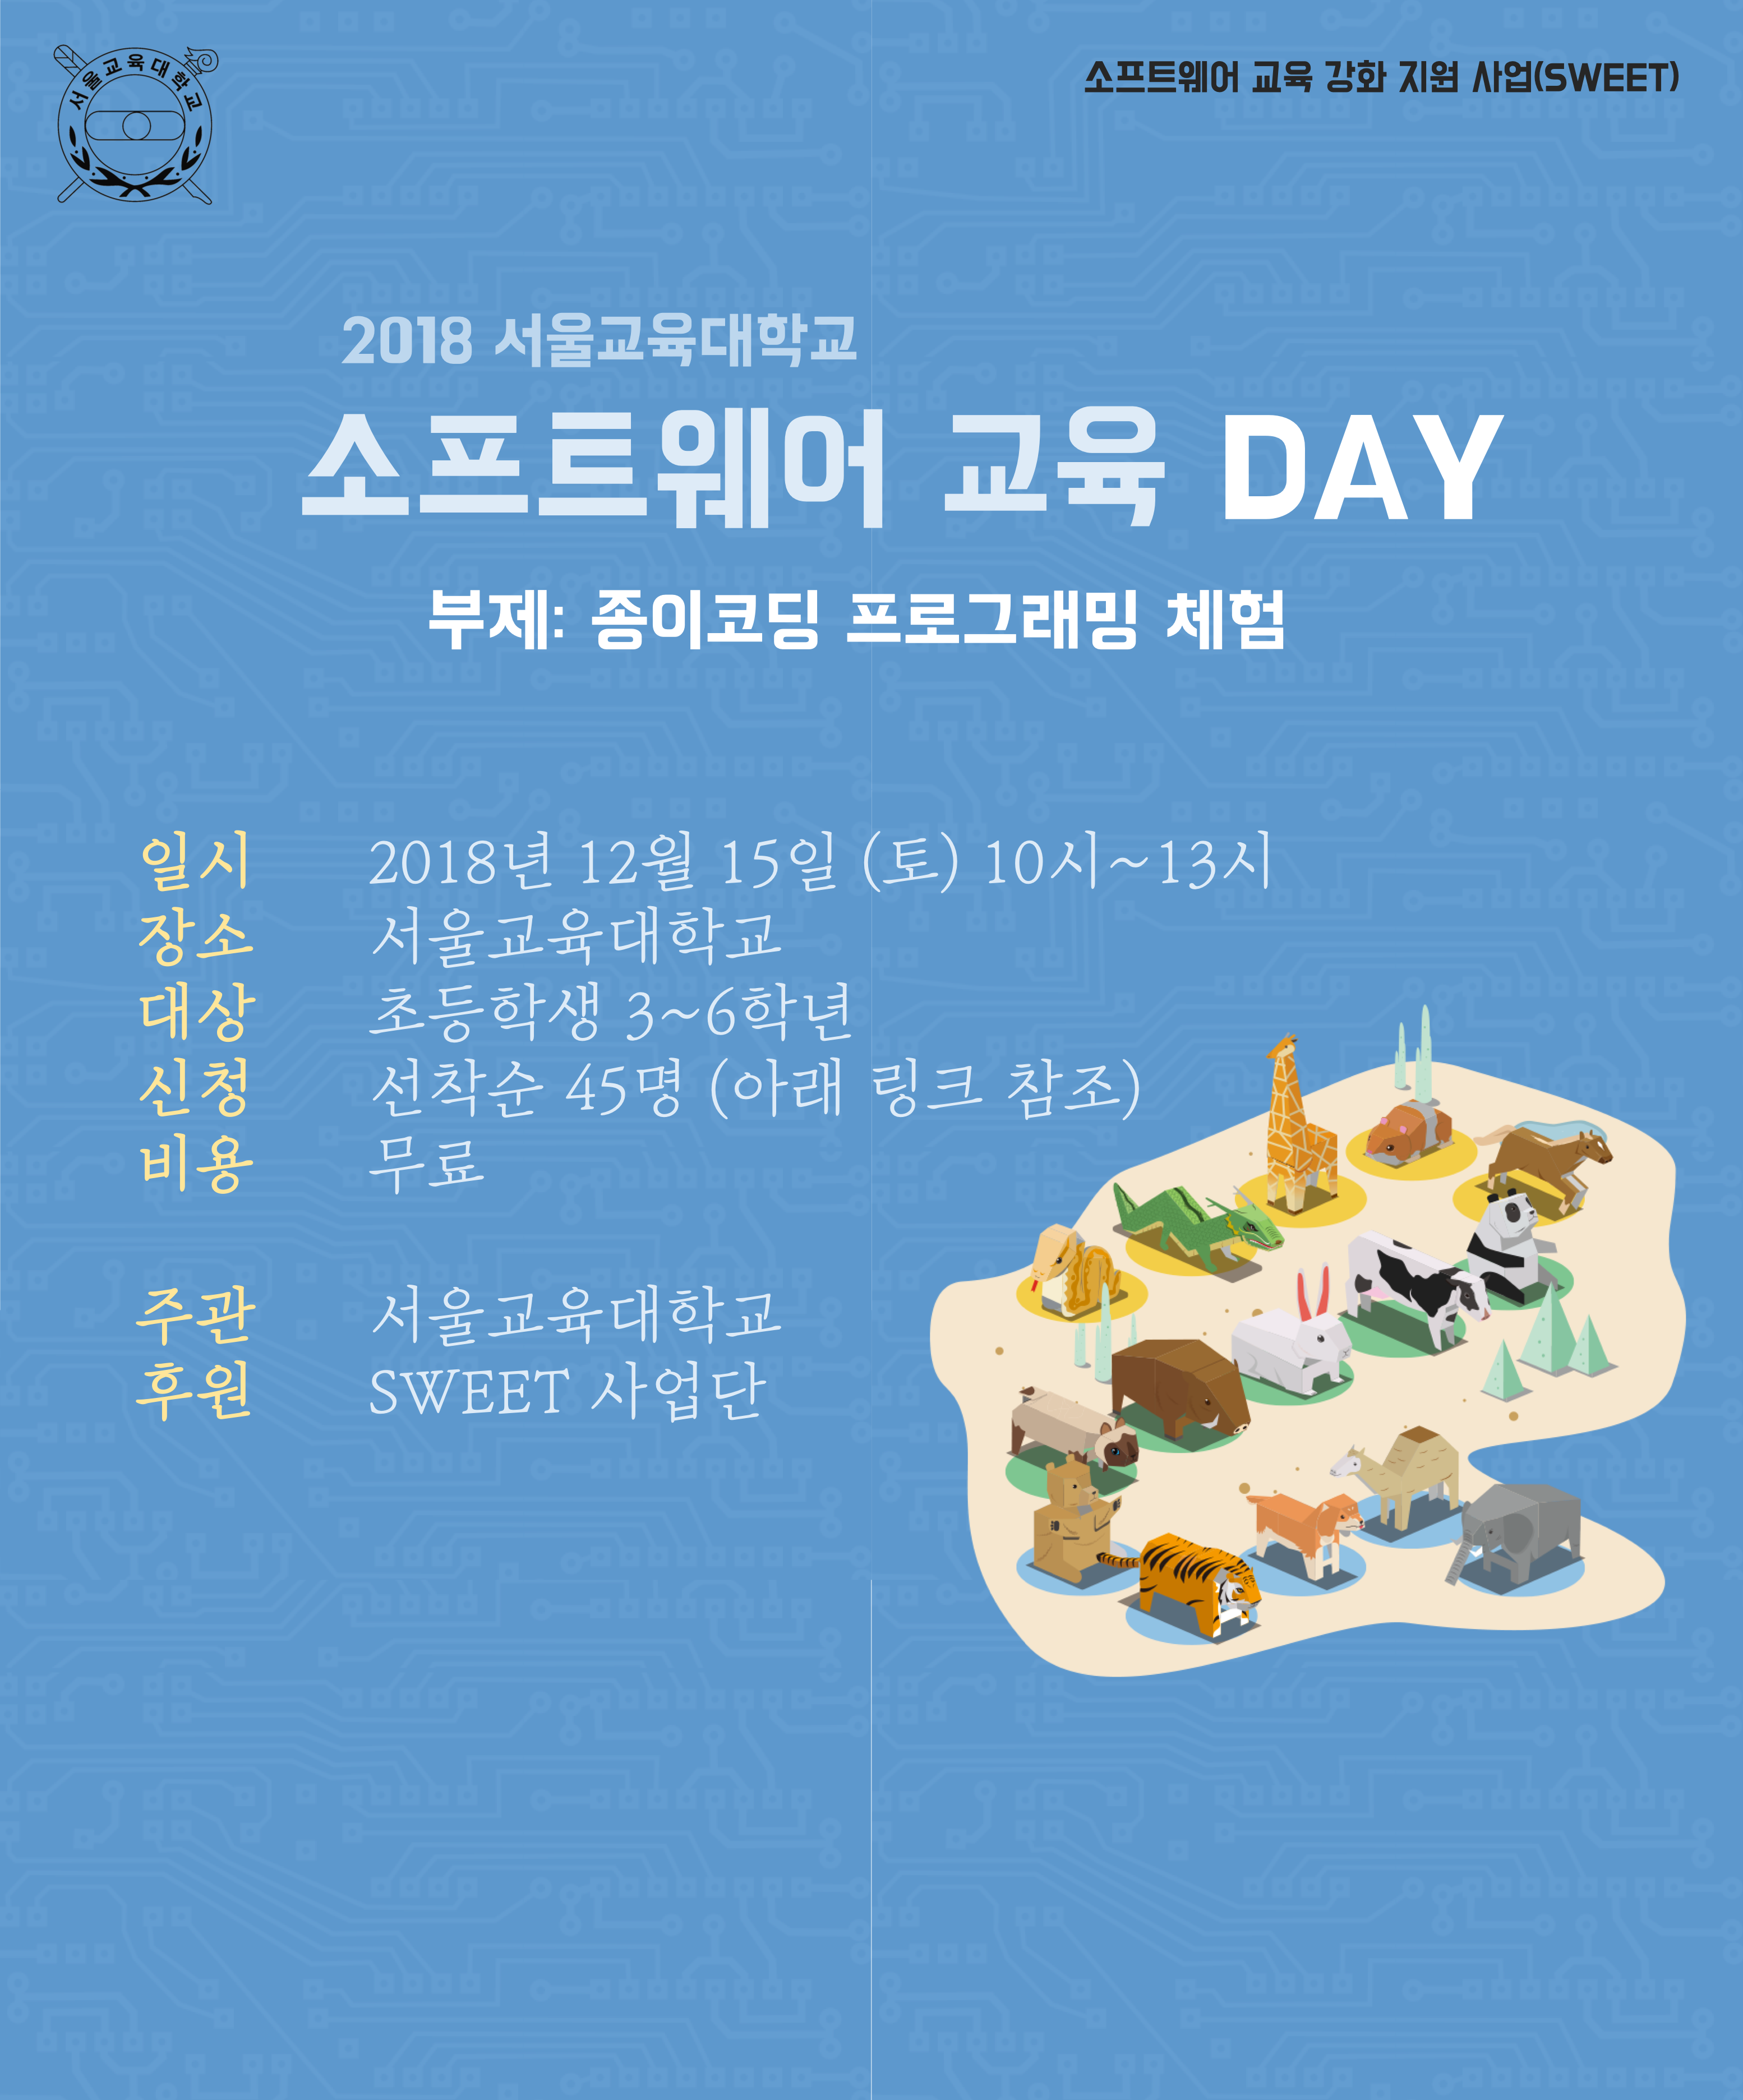 서울교육대학교
소프트웨어 교육 강화 지원 사업(SWEET)
2018 서울교육대학교
소프트웨어 교육 DAY
부제: 종이코딩 프로그래밍 체험
일시 2018년 12월 15일 (토) 10시~13시
장소 서울교육대학교
대상 초등학생 3~6학년
신청 선착순 45명 (아래 링크 참조)
비용 무료
주관 서울교육대학교
후원 SWEET 사업단